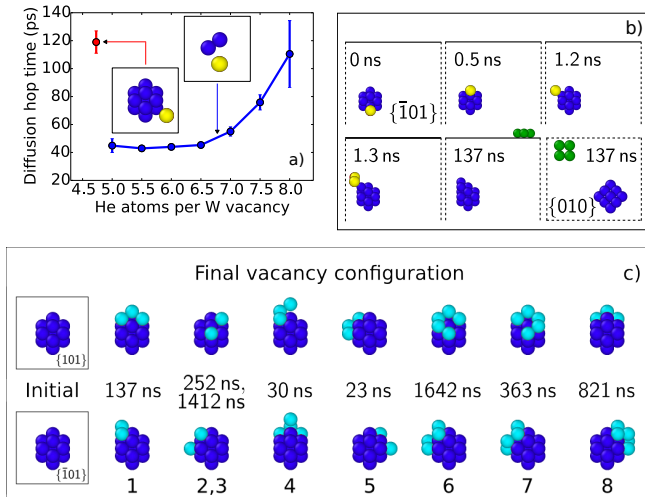 Diffusion hop time (ps)
140
120
100
80
60
40
20
4.5 5.0 5.5 6.0 6.5 7.0 7.5 8.0
He atoms per W vacancy
a)
b)
0 ns 0.5 ns 1.2 ns
{1̅01}
1.3 ns 137 ns 137 ns
{010}
Final vacancy configuration c)
{101}
Initial 137 ns 252 ns, 1412 ns 30 ns 23 ns 1642 ns 363 ns 821 ns
{1̅01}
1 2,3 4 5 6 7 8